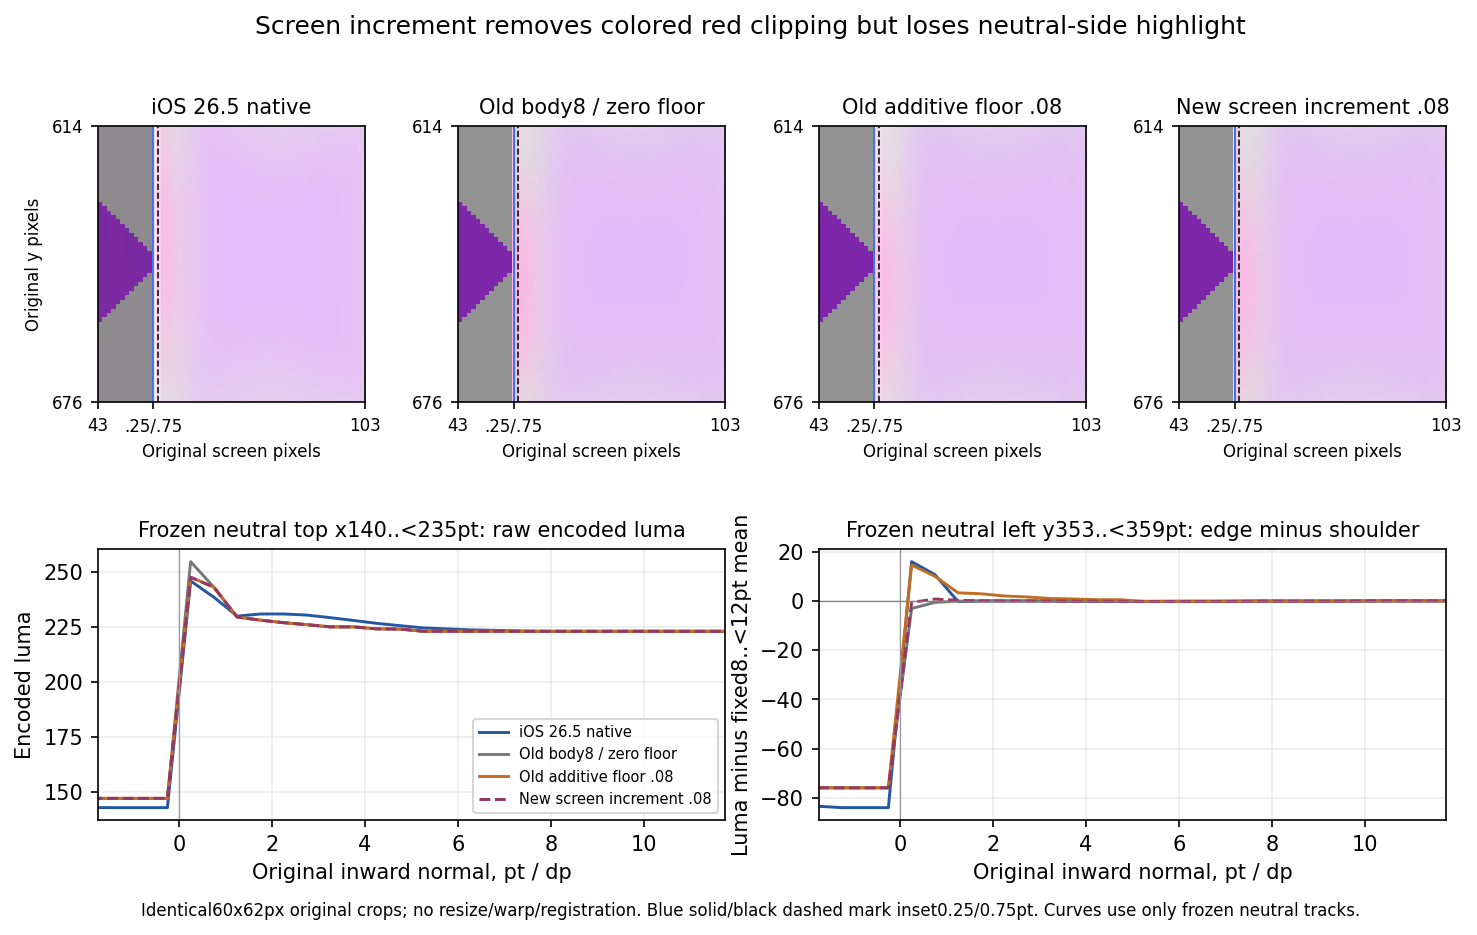 Screen increment removes colored red clipping but loses neutral-side highlight
iOS 26.5 native
Old body8 / zero floor
Old additive floor .08
New screen increment .08
614
614
614
614
Original y pixels
676
676
676
676
43 .25/.75 103
43 .25/.75 103
43 .25/.75 103
43 .25/.75 103
Original screen pixels
Original screen pixels
Original screen pixels
Original screen pixels
Frozen neutral top x140..<235pt: raw encoded luma
Encoded luma
250
225
200
175
150
iOS 26.5 native
Old body8 / zero floor
Old additive floor .08
New screen increment .08
0 2 4 6 8 10
Original inward normal, pt / dp
Frozen neutral left y353..<359pt: edge minus shoulder
Luma minus fixed8..<12pt mean
20
0
−20
−40
−60
−80
0 2 4 6 8 10
Original inward normal, pt / dp
Identical60x62px original crops; no resize/warp/registration. Blue solid/black dashed mark inset0.25/0.75pt. Curves use only frozen neutral tracks.